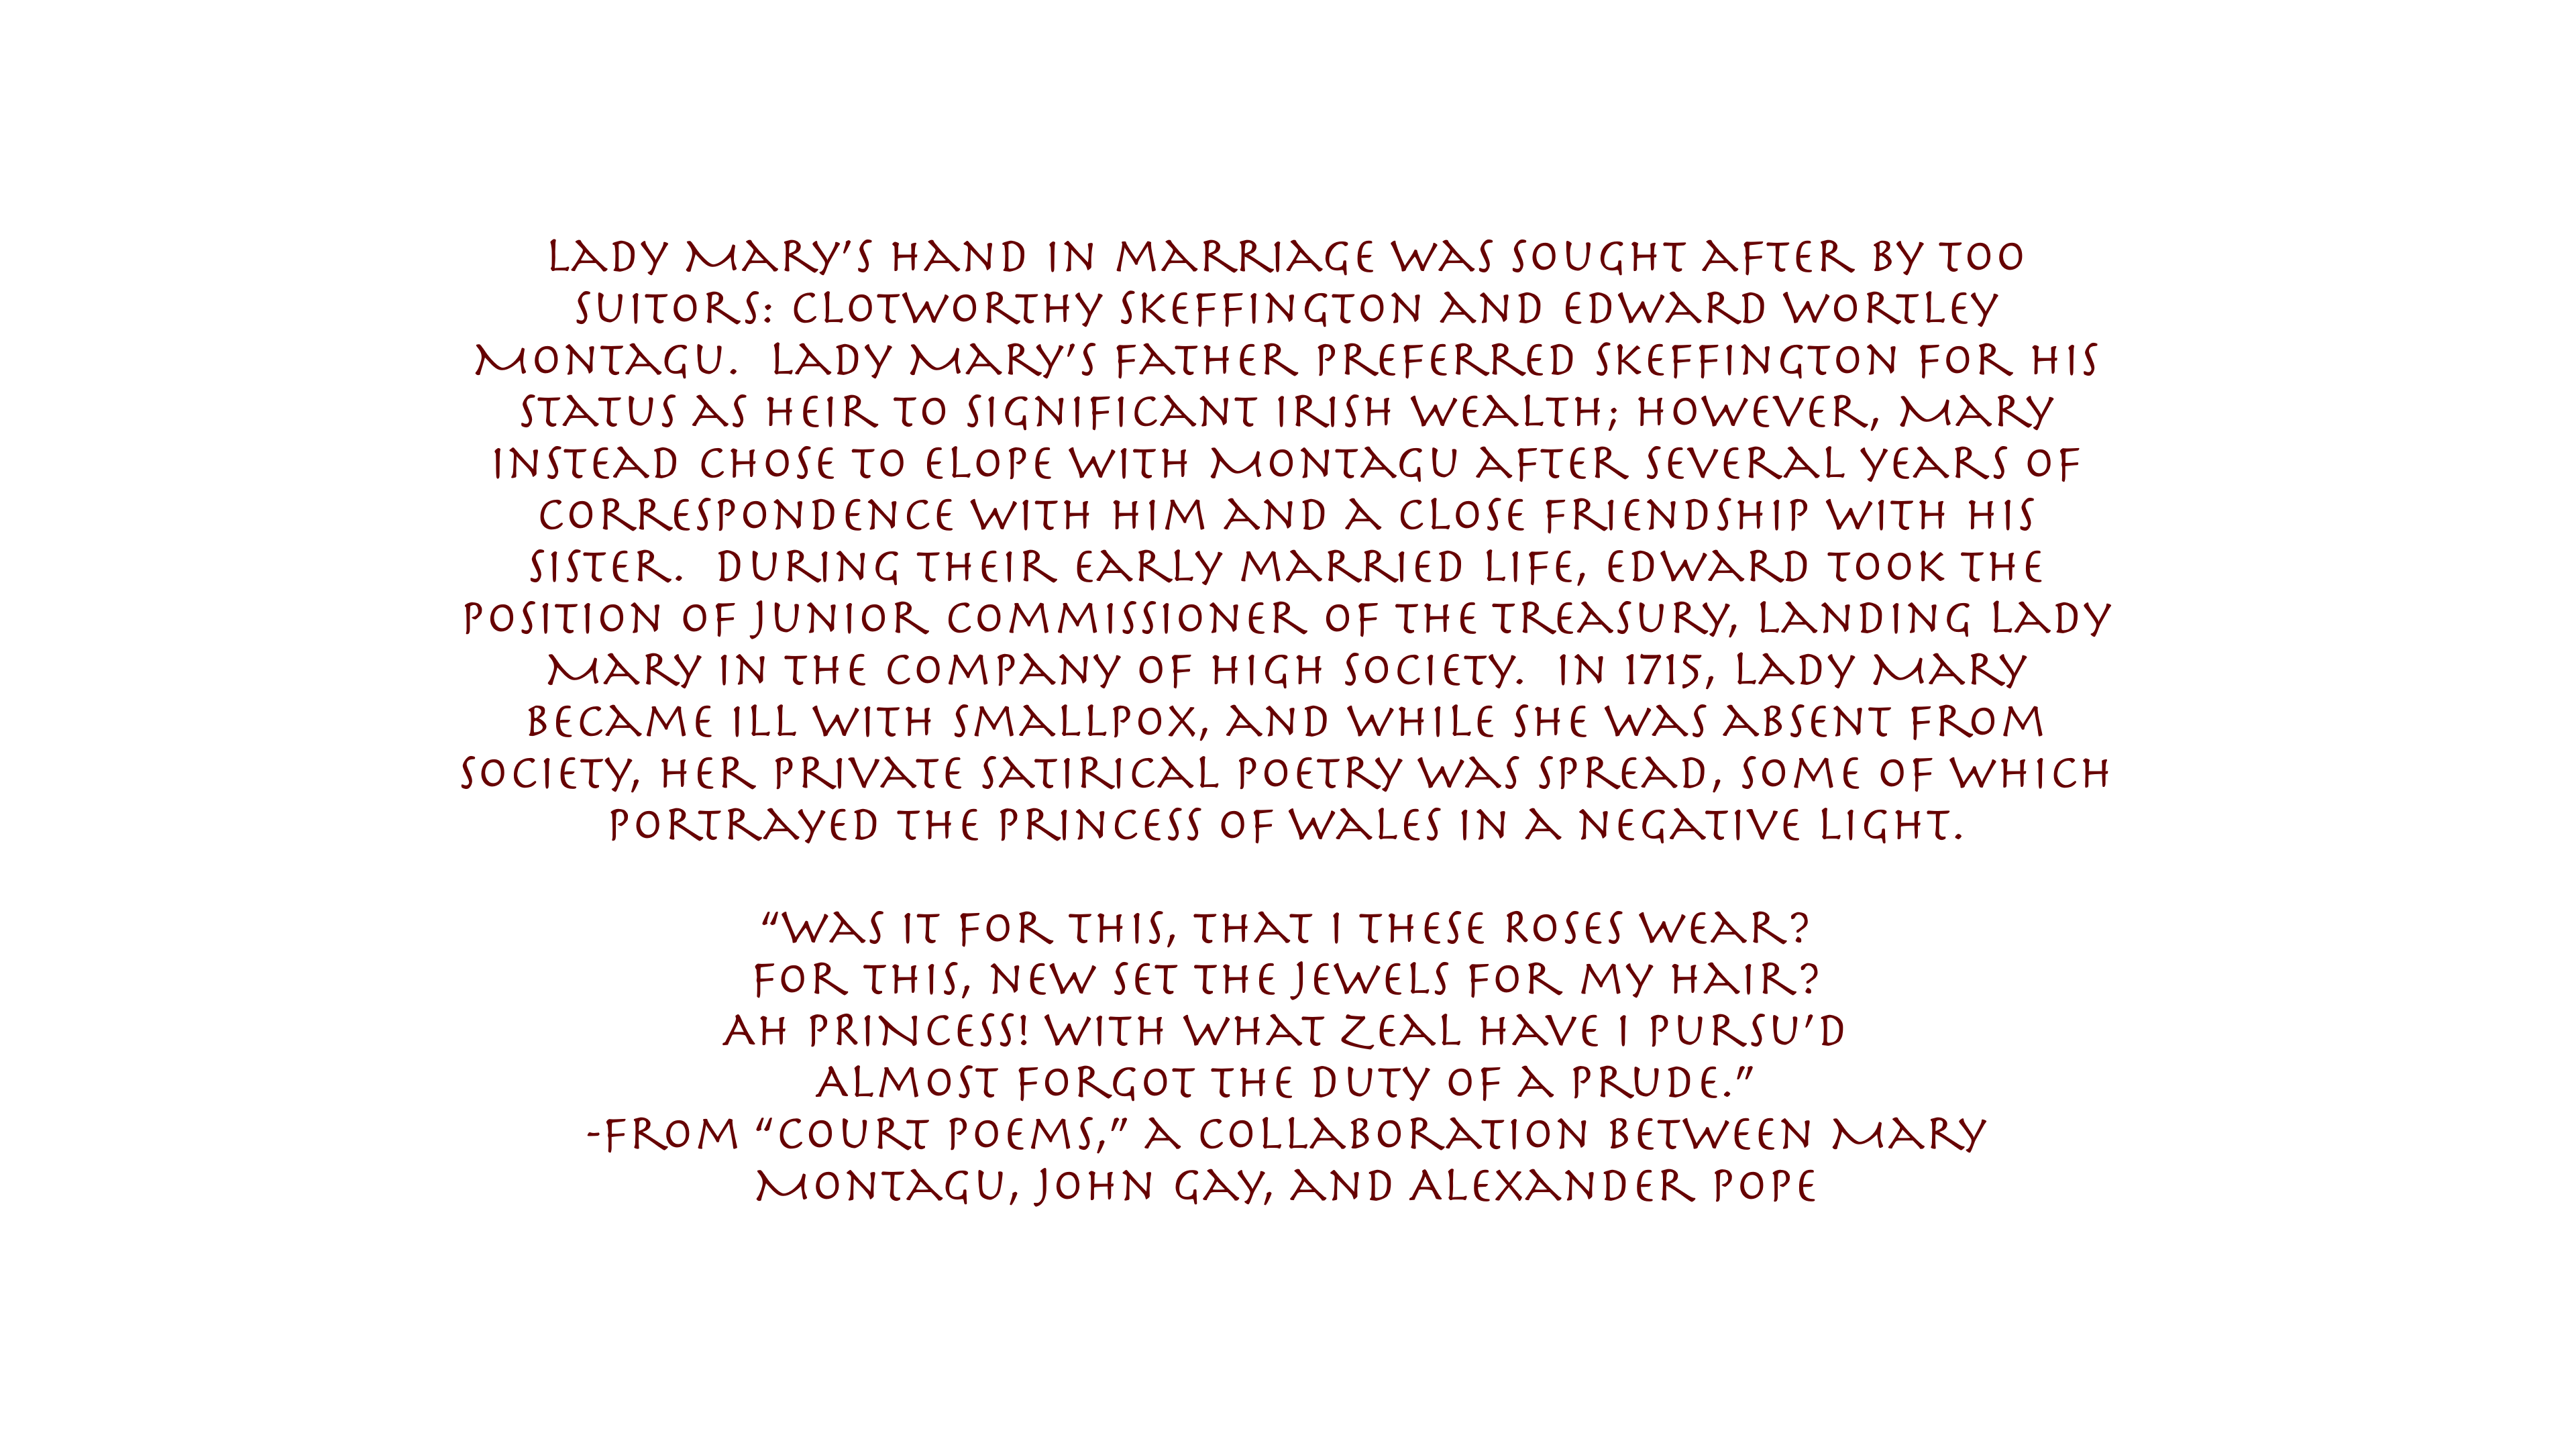 Lady Mary’s hand in marriage was sought after by too
suitors: Clotworthy Skeffington and Edward Wortley
Montagu.  Lady Mary’s father preferred Skeffington for his
status as heir to significant Irish wealth; however, Mary
instead chose to elope with Montagu after several years of
correspondence with him and a close friendship with his
sister.  During their early married life, Edward took the
position of Junior Commissioner of the Treasury, landing Lady
Mary in the company of high society.  In 1715, Lady Mary
became ill with smallpox, and while she was absent from
society, her private satirical poetry was spread, some of which
portrayed the Princess of Wales in a negative light.

“Was it for this, that I these Roses wear?
For this, new set the Jewels for my Hair?
Ah PriNcess! with what Zeal have I pursu’d
Almost forgot the Duty of a Prude.”
-From “Court Poems,” a collaboration between Mary
Montagu, John Gay, and Alexander Pope